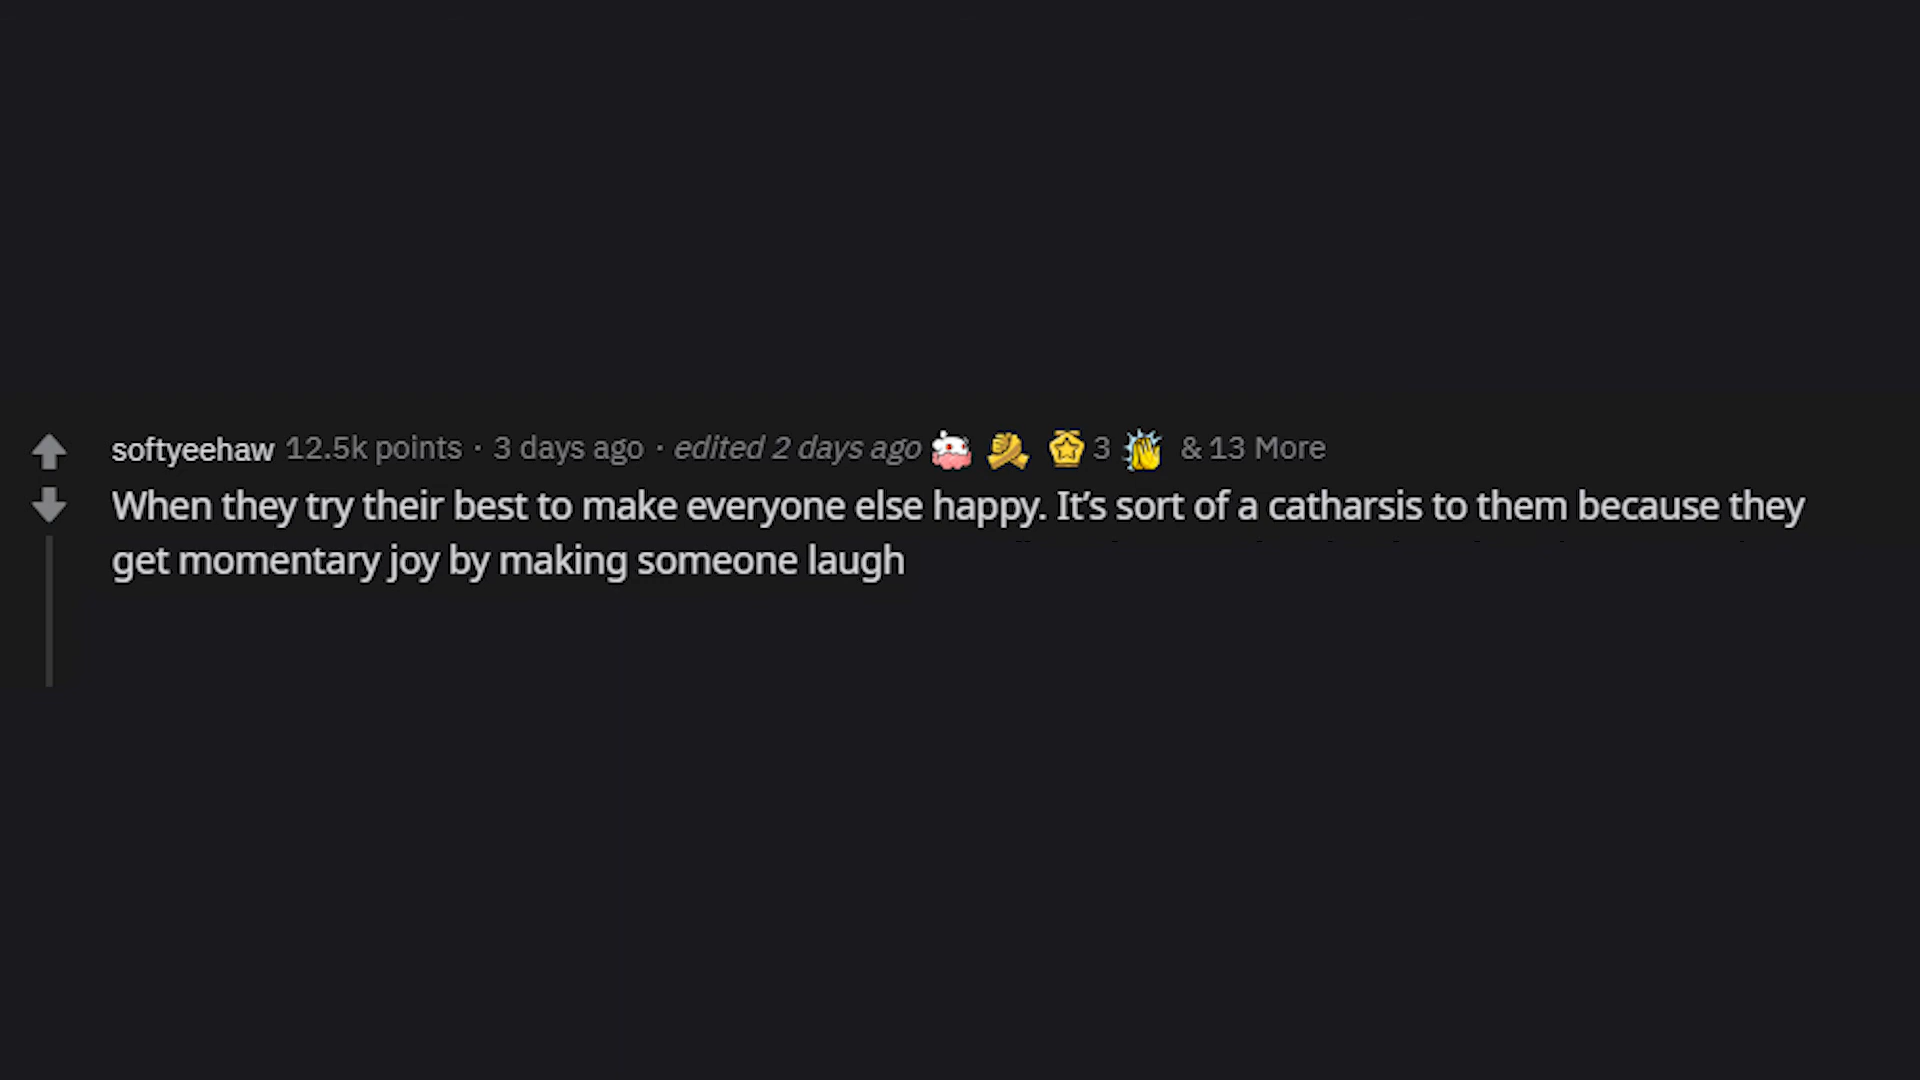 softyeehaw 12.5k points · 3 days ago · edited 2 days ago 3 & 13 More
When they try their best to make everyone else happy. It’s sort of a catharsis to them because they
get momentary joy by making someone laugh